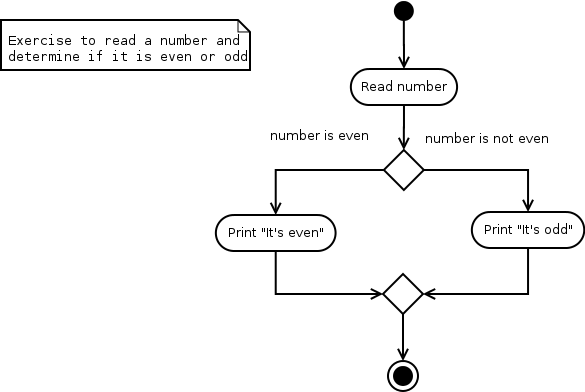 Exercise to read a number and
determine if it is even or odd
Read number
number is even
number is not even
Print "It's even"
Print "It's odd"